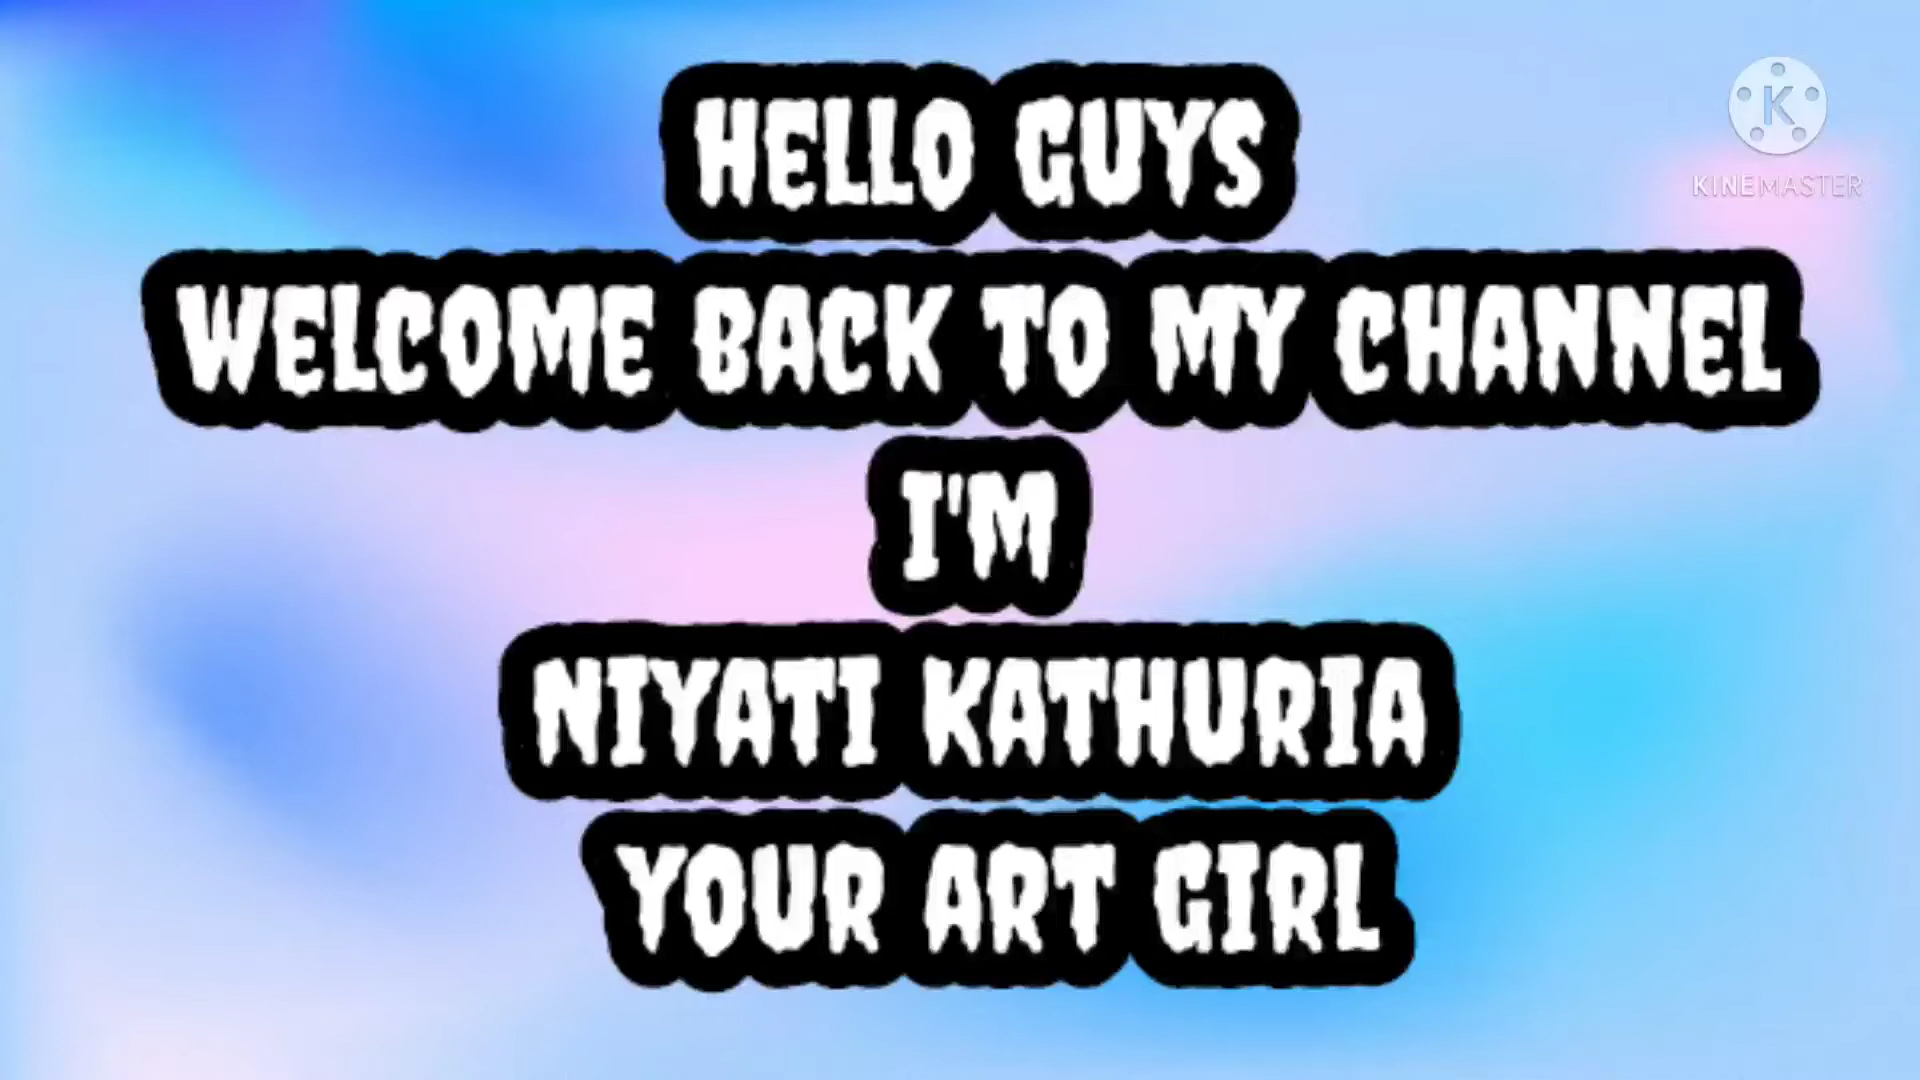 HELLO GUYS
WELCOME BACK TO MY CHANNEL
I'M
NIYATI KATHURIA
YOUR ART GIRL
K
KINEMASTER